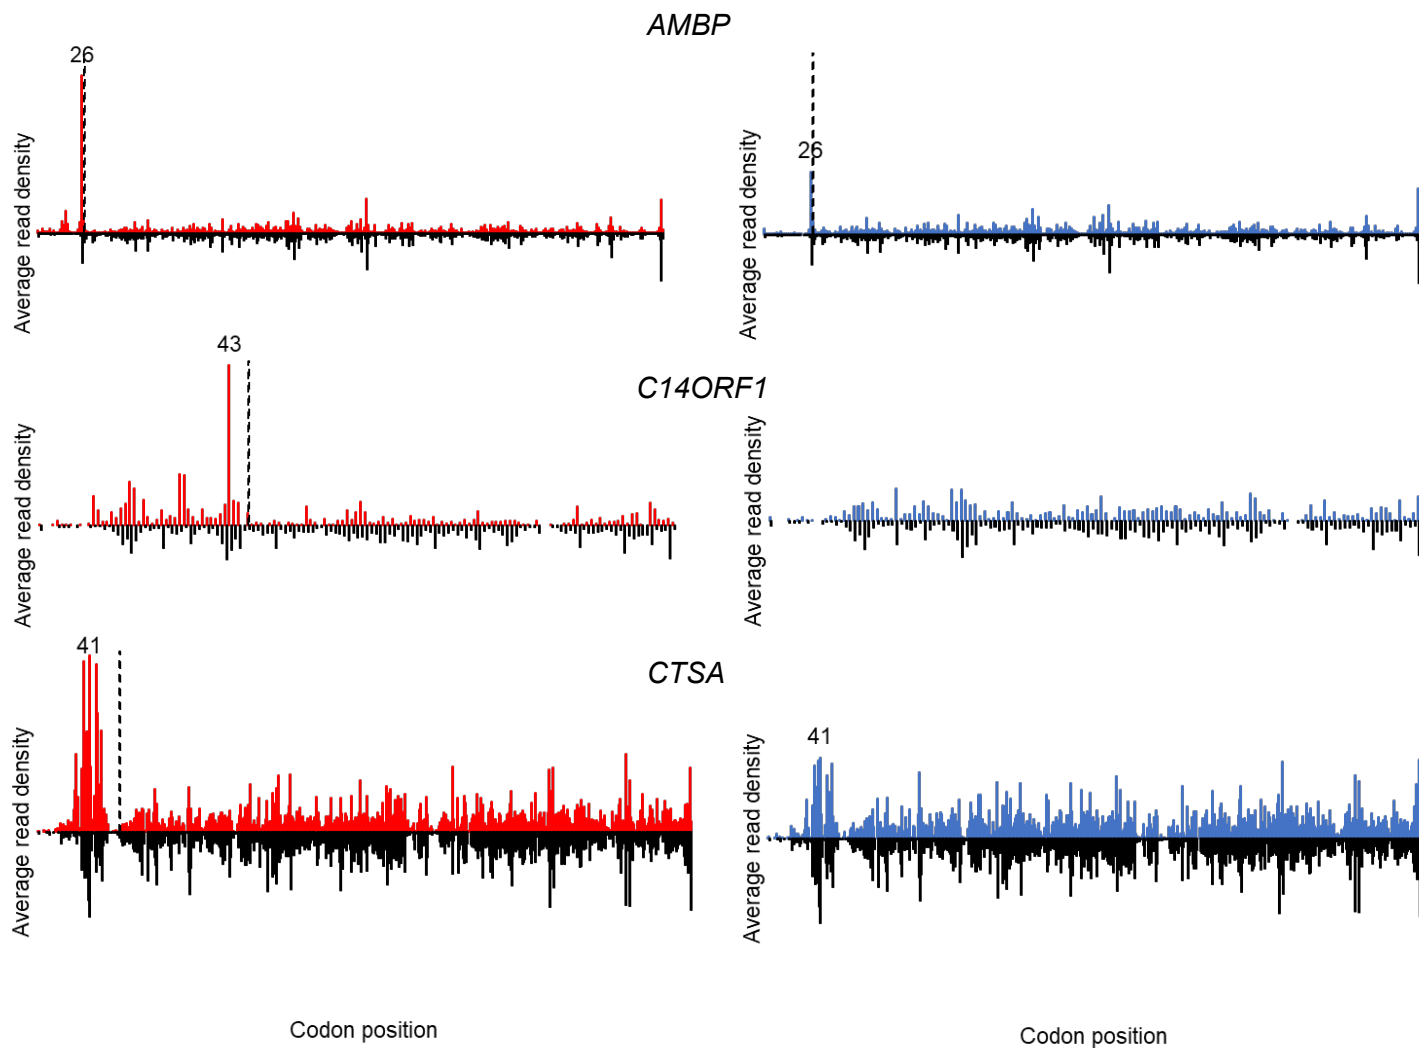 AMBP
26
26
Average read density
Average read density
43
C14ORF1
Average read density
Average read density
41
CTSA
41
Average read density
Average read density
Codon position
Codon position